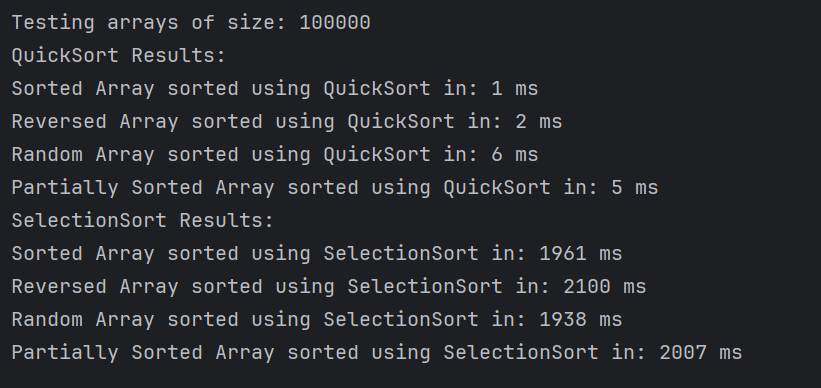 Testing arrays of size: 100000
QuickSort Results:
Sorted Array sorted using QuickSort in: 1 ms
Reversed Array sorted using QuickSort in: 2 ms
Random Array sorted using QuickSort in: 6 ms
Partially Sorted Array sorted using QuickSort in: 5 ms
SelectionSort Results:
Sorted Array sorted using SelectionSort in: 1961 ms
Reversed Array sorted using SelectionSort in: 2100 ms
Random Array sorted using SelectionSort in: 1938 ms
Partially Sorted Array sorted using SelectionSort in: 2007 ms